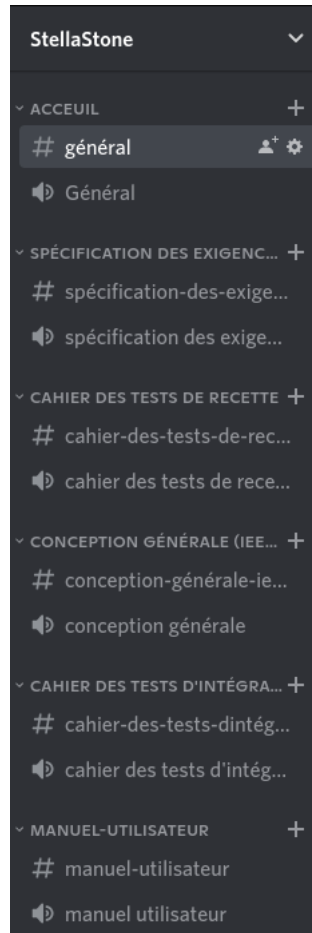 StellaStone
ACCEUIL
général
Général
SPÉCIFICATION DES EXIGENC...
spécification-des-exige...
spécification des exige...
CAHIER DES TESTS DE RECETTE
cahier-des-tests-de-rec...
cahier des tests de rece...
CONCEPTION GÉNÉRALE (IEE...
conception-générale-ie...
conception générale
CAHIER DES TESTS D'INTÉGRA...
cahier-des-tests-dintég...
cahier des tests d'intég...
MANUEL-UTILISATEUR
manuel-utilisateur
manuel utilisateur